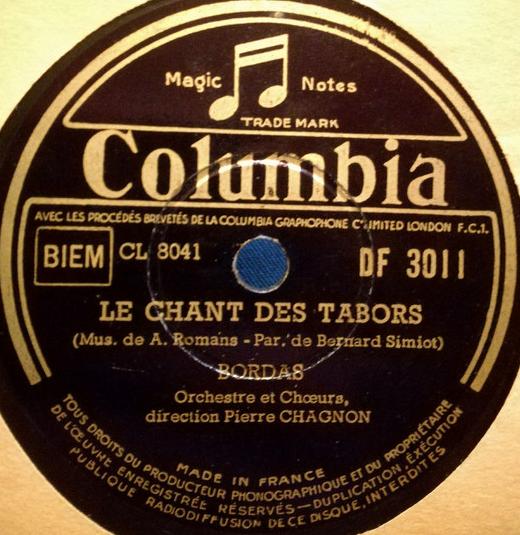 Magic Notes
TRADE MARK
Columbia
AVEC LES PROCÉDÉS BREVETÉS DE LA COLUMBIA GRAPHOPHONE Cº LIMITED LONDON F.C.1.
BIEM CL 8041 DF 3011
LE CHANT DES TABORS
(Mus. de A. Romans - Par. de Bernard Simiot)
BORDAS
Orchestre et Chœurs,
direction Pierre CHAGNON
MADE IN FRANCE
TOUS DROITS DU PRODUCTEUR PHONOGRAPHIQUE ET DU PROPRIÉTAIRE
DE L'ŒUVRE ENREGISTRÉE RÉSERVÉS — DUPLICATION, EXÉCUTION
PUBLIQUE RADIODIFFUSION DE CE DISQUE, INTERDITES